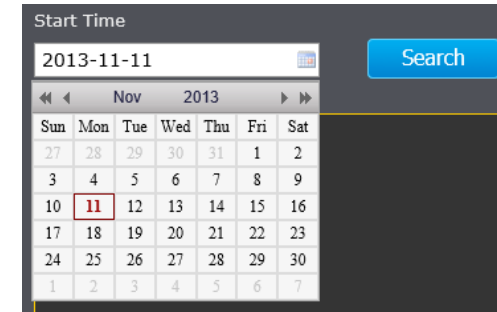 Start Time
2013-11-11 Search
Nov 2013
Sun Mon Tue Wed Thu Fri Sat
27 28 29 30 31 1 2
3 4 5 6 7 8 9
10 11 12 13 14 15 16
17 18 19 20 21 22 23
24 25 26 27 28 29 30
1 2 3 4 5 6 7